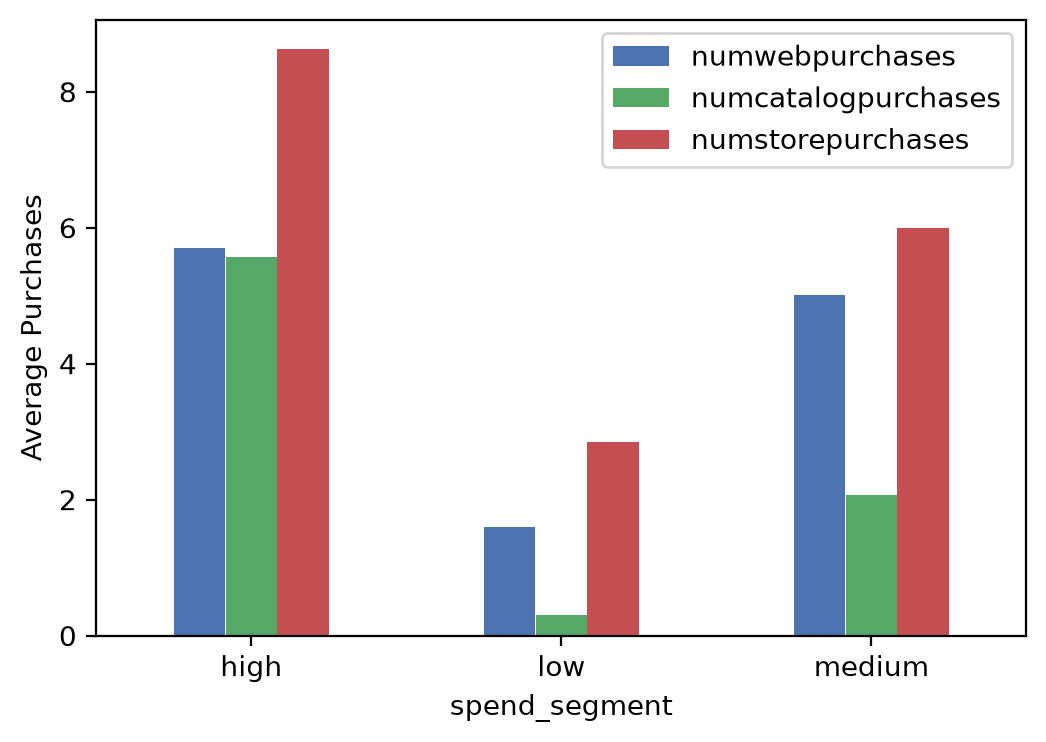 numwebpurchases
numcatalogpurchases
numstorepurchases
Average Purchases
8
6
4
2
0
high low medium
spend_segment